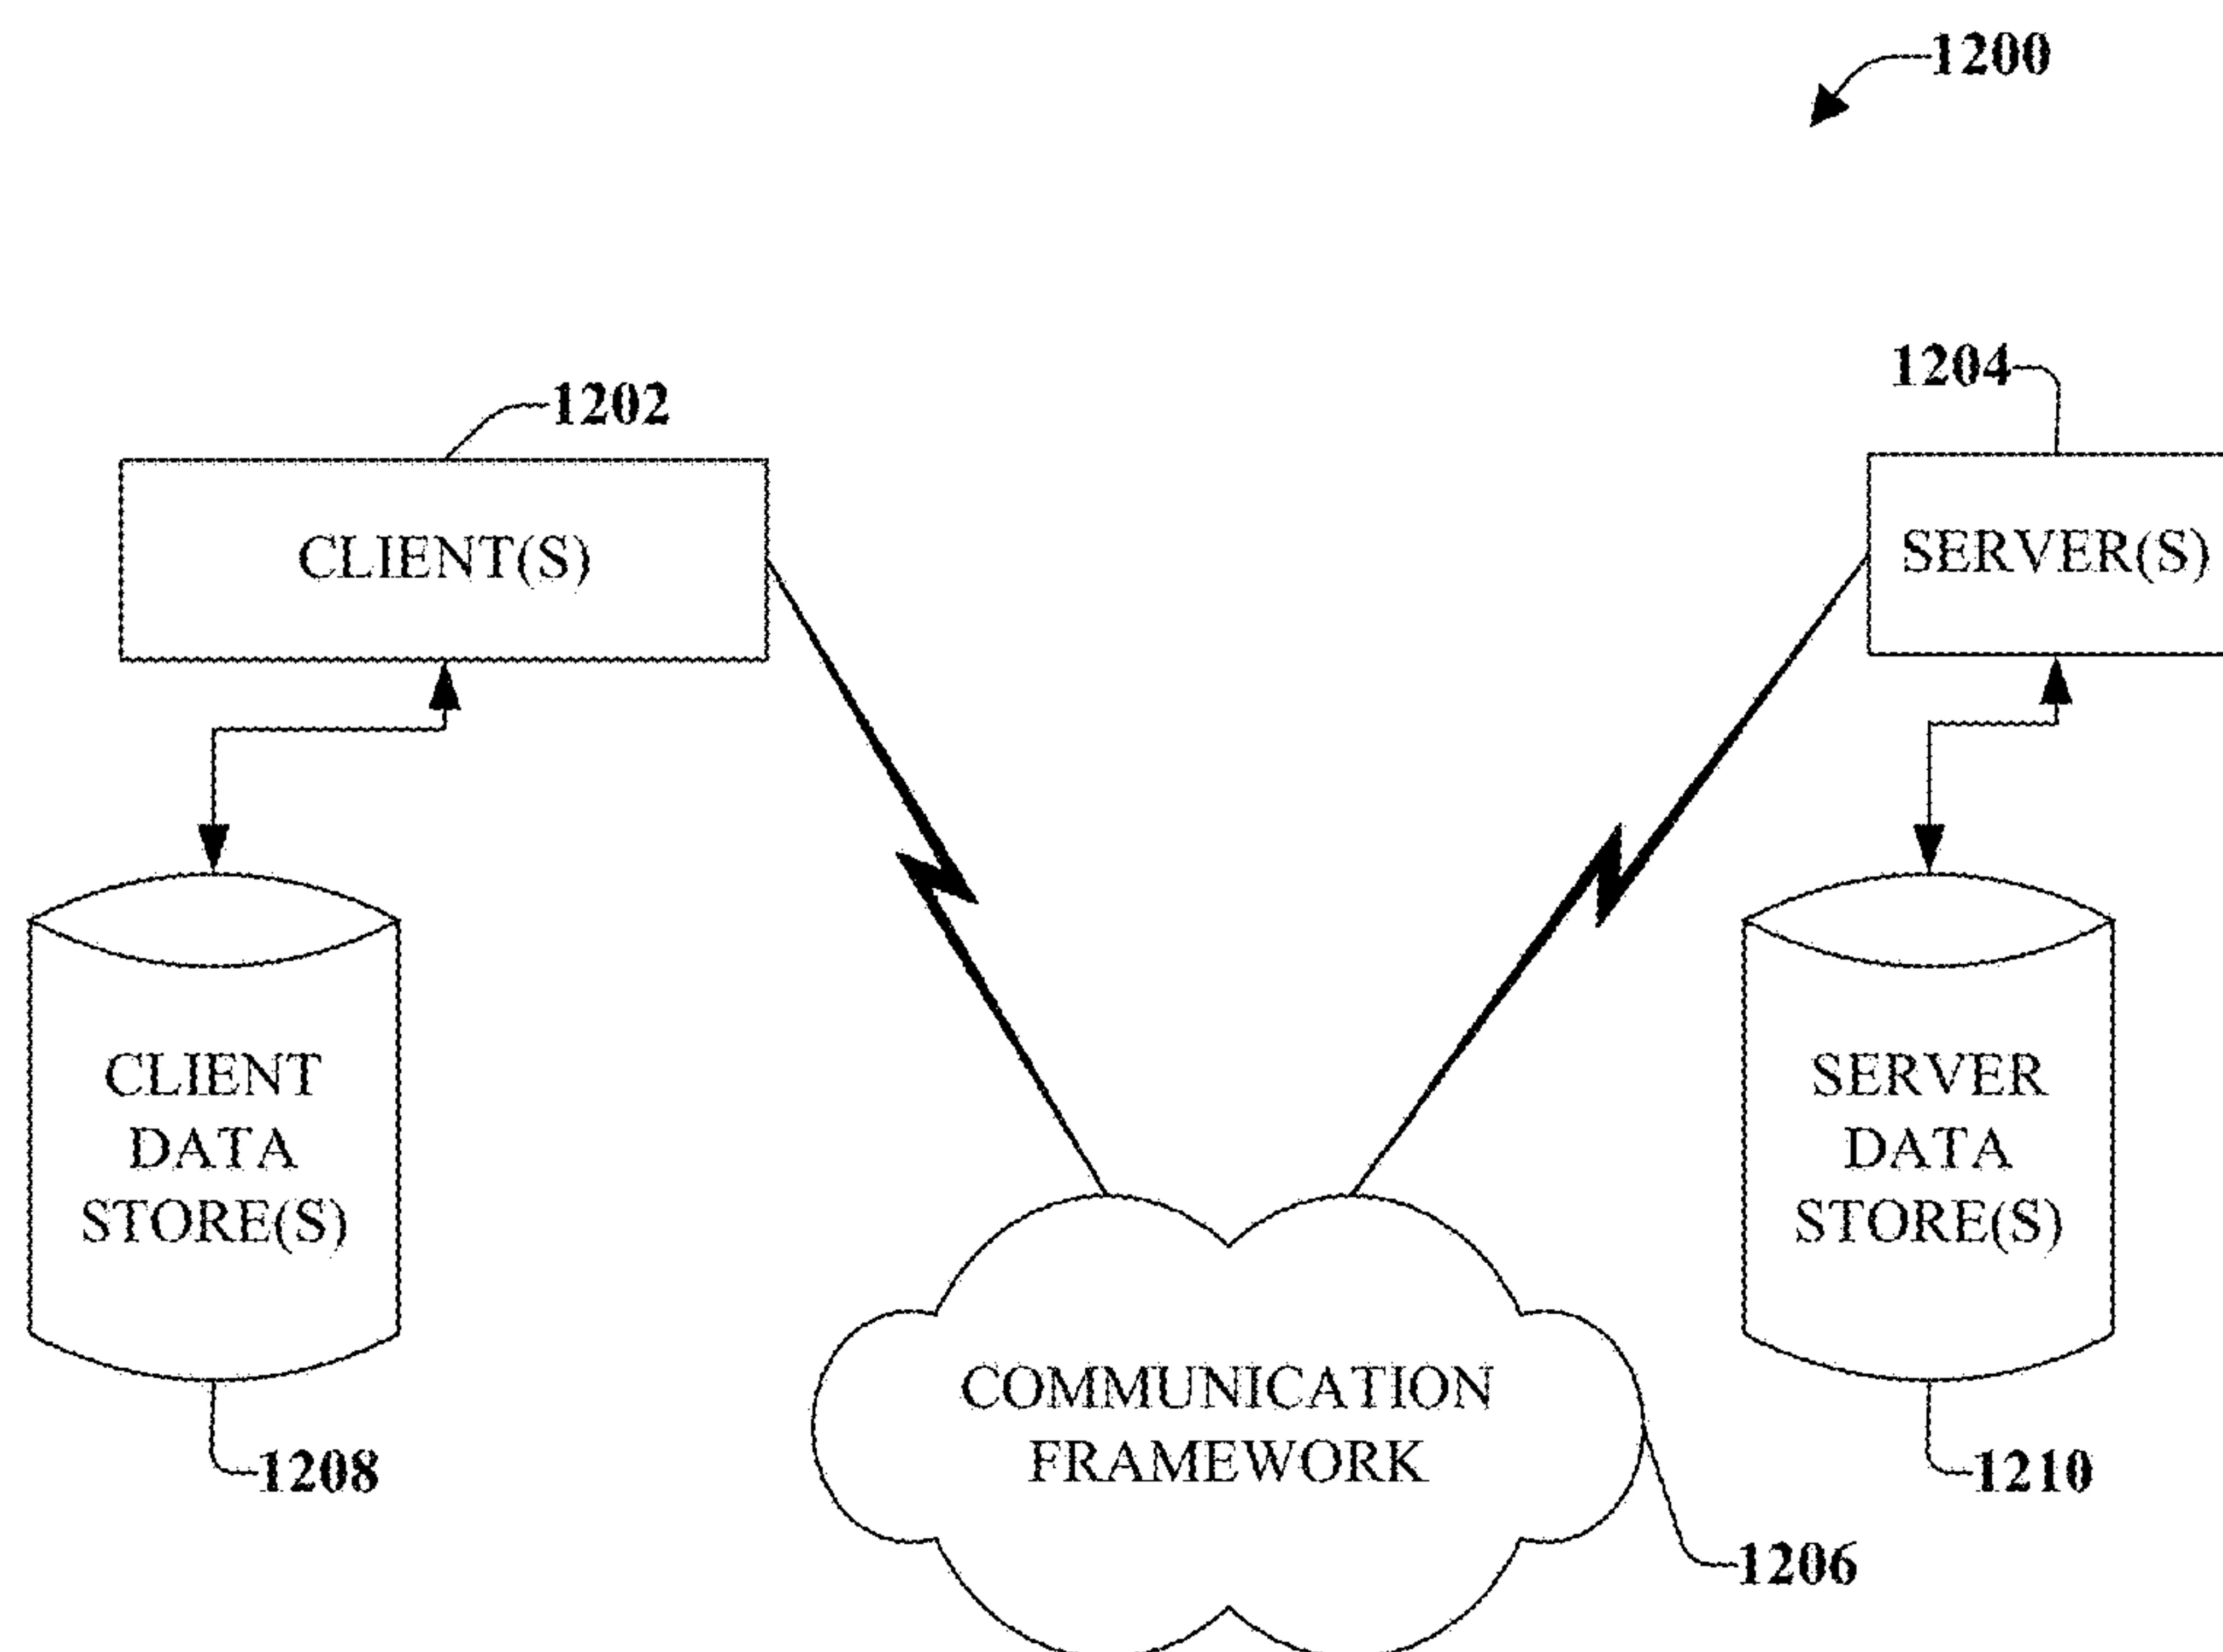 1200
1202
1204
CLIENT(S)
SERVER(S)
CLIENT
DATA
STORE(S)
SERVER
DATA
STORE(S)
COMMUNICATION
FRAMEWORK
1208
1210
1206